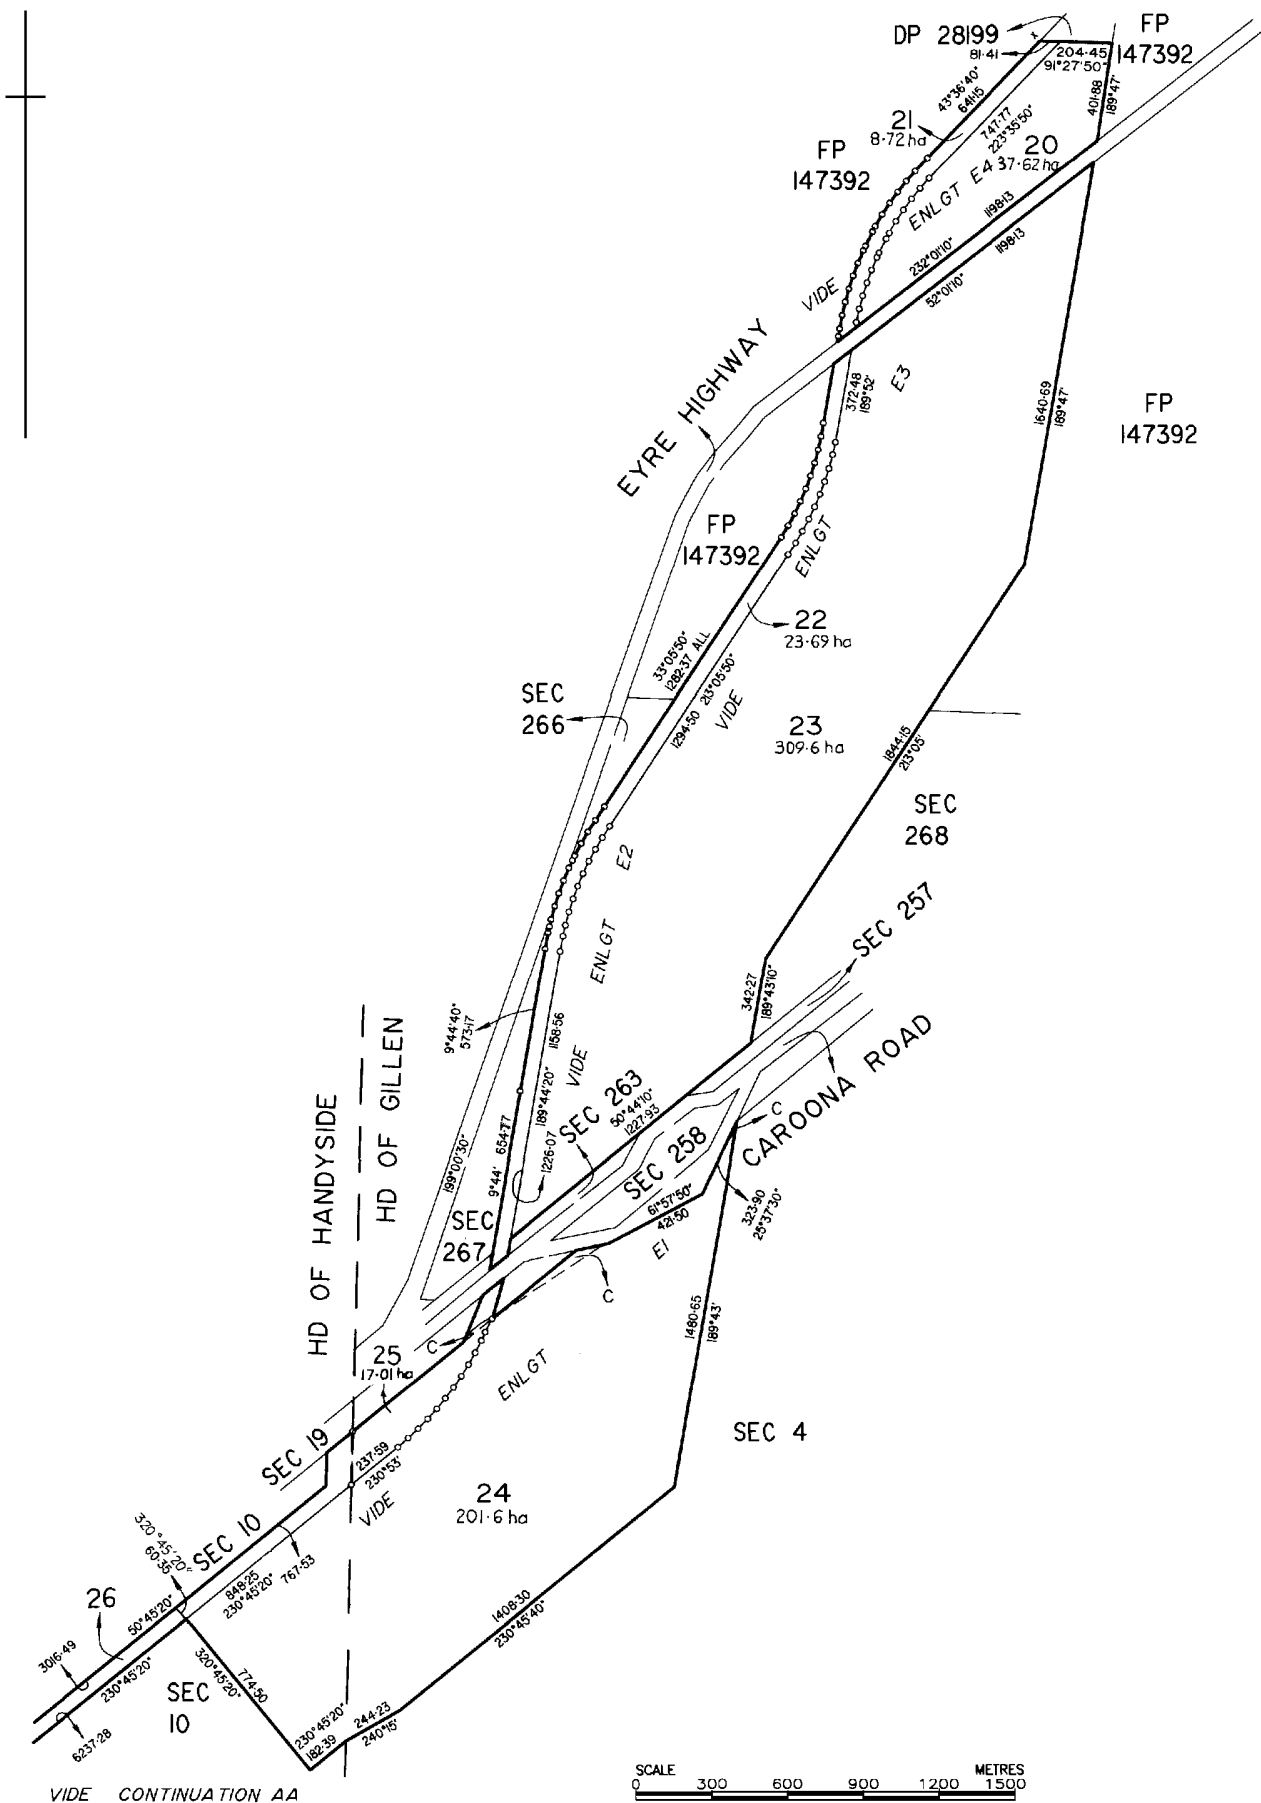 DP 28199
FP
147392
81·41
204·45
91°27'50"
43°36'40"
641·15
401·88
189°47'
21
8·72 ha
747·77
223°35'50"
20
37·62 ha
FP
147392
ENLGT E4
1198·13
232°01'10"
1198·13
52°01'10"
VIDE
EYRE HIGHWAY
372·48
189°52'
E3
1640·69
189°47'
FP
147392
FP
147392
ENLGT
22
23·69 ha
33°05'50"
1282·37 ALL
1294·50 213°05'50"
VIDE
SEC
266
23
309·6 ha
1844·15
213°05'
SEC
268
E2
SEC 257
ENLGT
342·27
189°43'10"
9°44'40"
573·17
1158·56
HD OF GILLEN
VIDE
CAROONA ROAD
HD OF HANDYSIDE
189°44'20"
SEC 263
50°44'10"
1227·93
C
654·77
9°44'
1226·07
199°00'30"
SEC 258
61°57'50"
421·50
323·90
25°37'30"
SEC
267
E1
C
1480·65
189°43'
C
25
17·01 ha
ENLGT
SEC 19
237·59
230°53'
SEC 4
VIDE
24
201·6 ha
320°45'20"
60·35
SEC 10
767·53
848·25
230°45'20"
26
50°45'20"
1408·30
230°45'40"
3016·49
230°45'20"
320°45'20"
774·50
SEC
10
6237·28
230°45'20"
182·39
244·23
240°15'
VIDE CONTINUATION AA
SCALE METRES
0 300 600 900 1200 1500